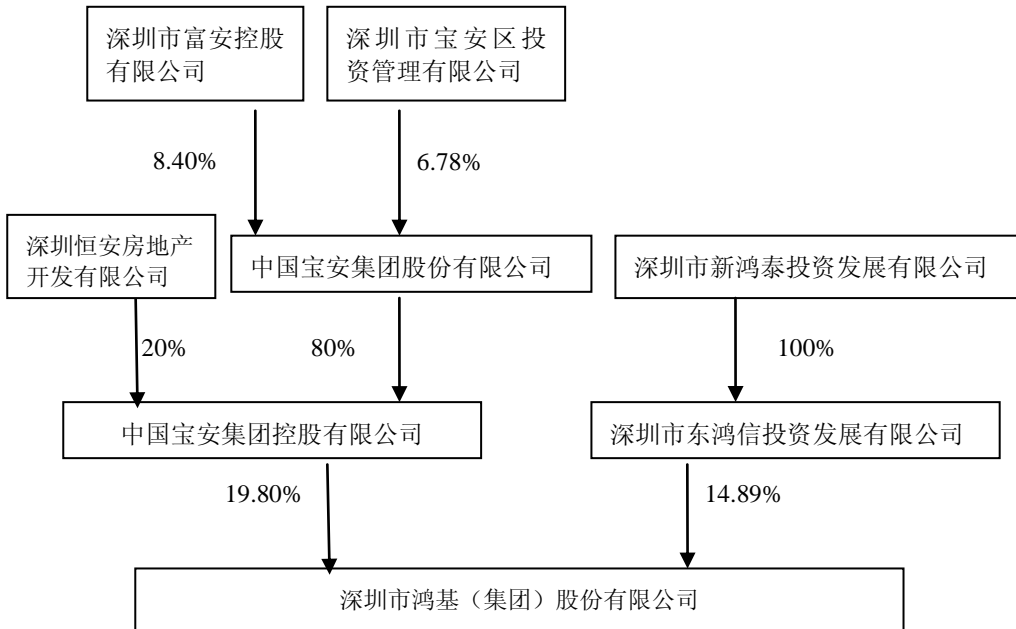 深圳市富安控股
有限公司
深圳市宝安区投
资管理有限公司
8.40%
6.78%
深圳恒安房地产
开发有限公司
中国宝安集团股份有限公司
深圳市新鸿泰投资发展有限公司
20%
80%
100%
中国宝安集团控股有限公司
深圳市东鸿信投资发展有限公司
19.80%
14.89%
深圳市鸿基（集团）股份有限公司